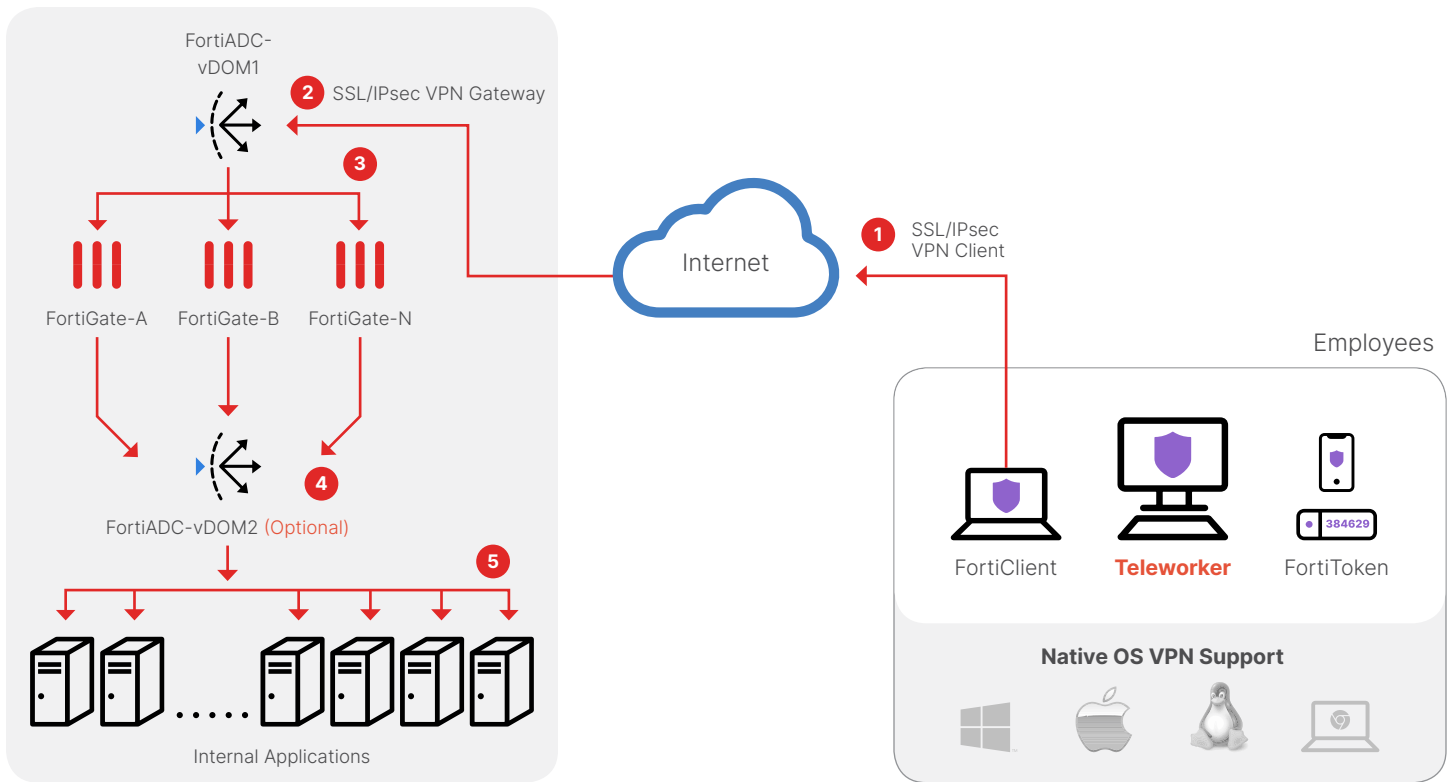 FortiADC-
vDOM1
2 SSL/IPsec VPN Gateway
3
FortiGate-A
FortiGate-B
FortiGate-N
4
FortiADC-vDOM2 (Optional)
5
.....
Internal Applications
Internet
1
SSL/IPsec
VPN Client
Employees
384629
FortiClient
Teleworker
FortiToken
Native OS VPN Support
TM